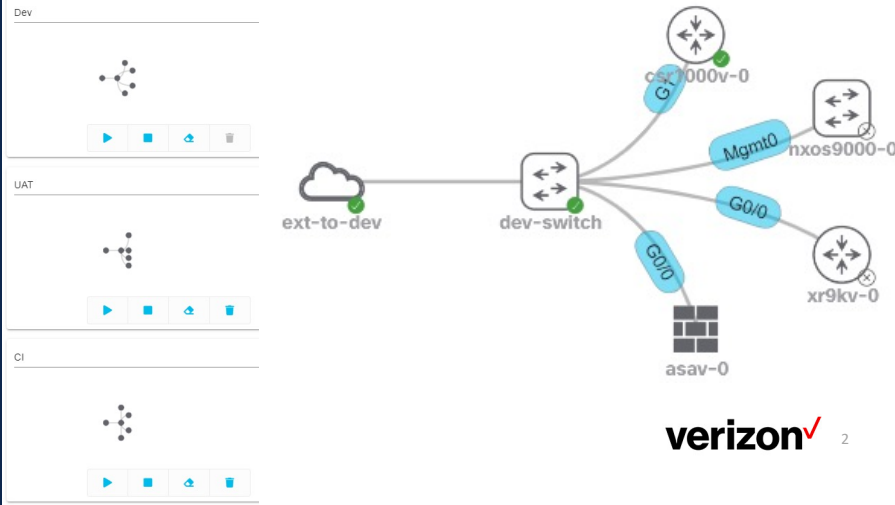 Dev
UAT
CI
csr1000v-0
G1
Mgmt0
nxos9000-0
ext-to-dev
dev-switch
G0/0
G0/0
xr9kv-0
asav-0
verizon
2